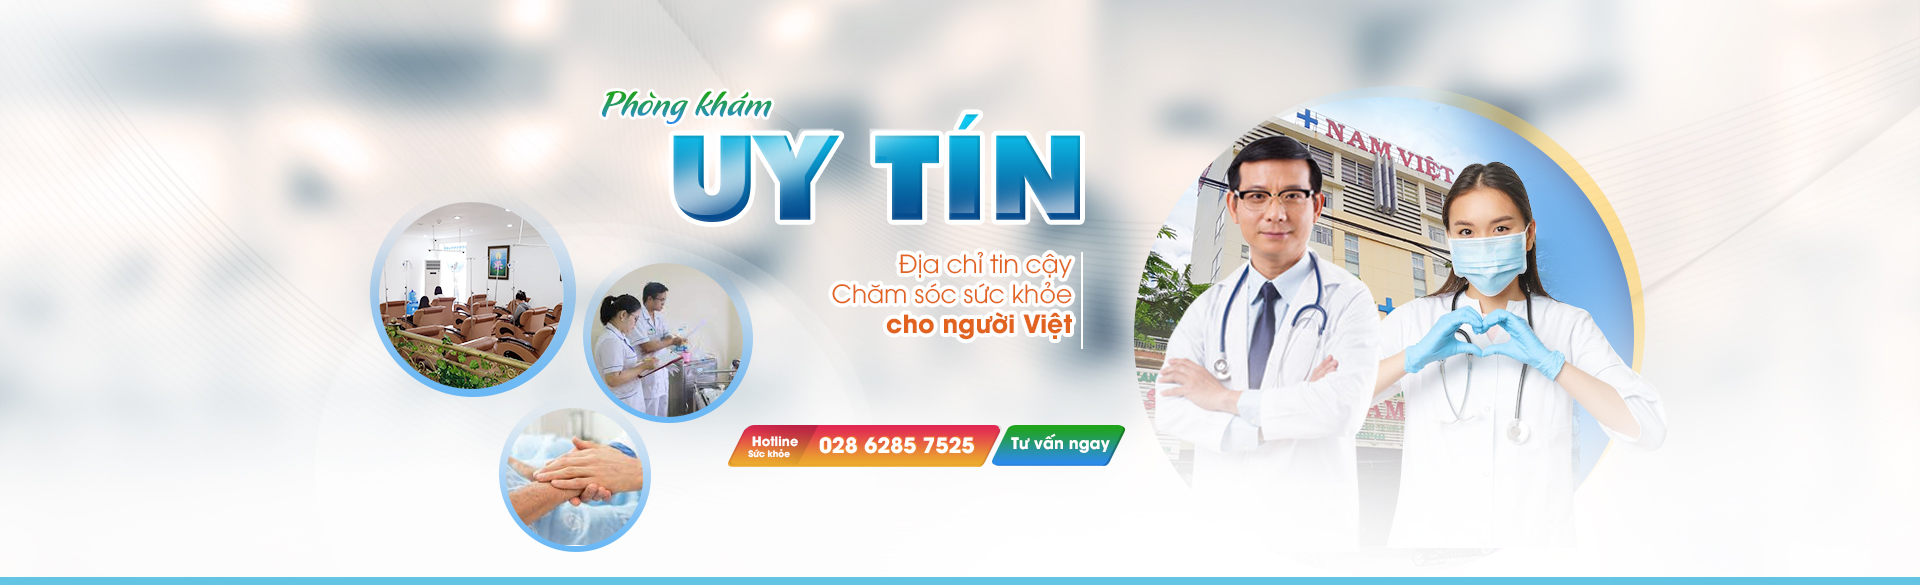 Phòng khám
UY TÍN
Địa chỉ tin cậy
Chăm sóc sức khỏe
cho người Việt
Hotline
Sức khỏe
028 6285 7525
Tư vấn ngay
NAM VIỆT